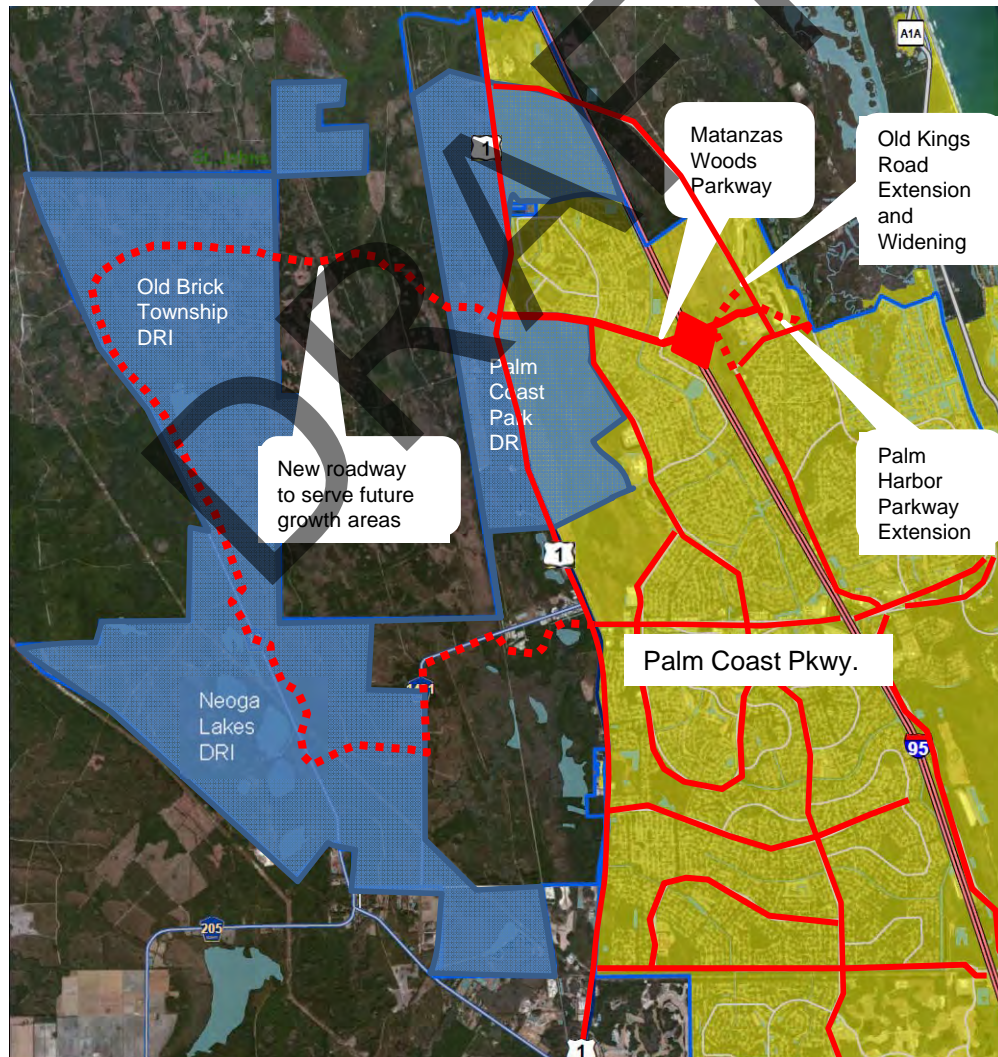 DRAFT
A1A
1
Matanzas
Woods
Parkway
Old Kings
Road
Extension
and
Widening
St. Johns
Old Brick
Township
DRI
Palm
Coast
Park
DRI
New roadway
to serve future
growth areas
Palm
Harbor
Parkway
Extension
1
Palm Coast Pkwy.
Neoga
Lakes
DRI
95
205
1